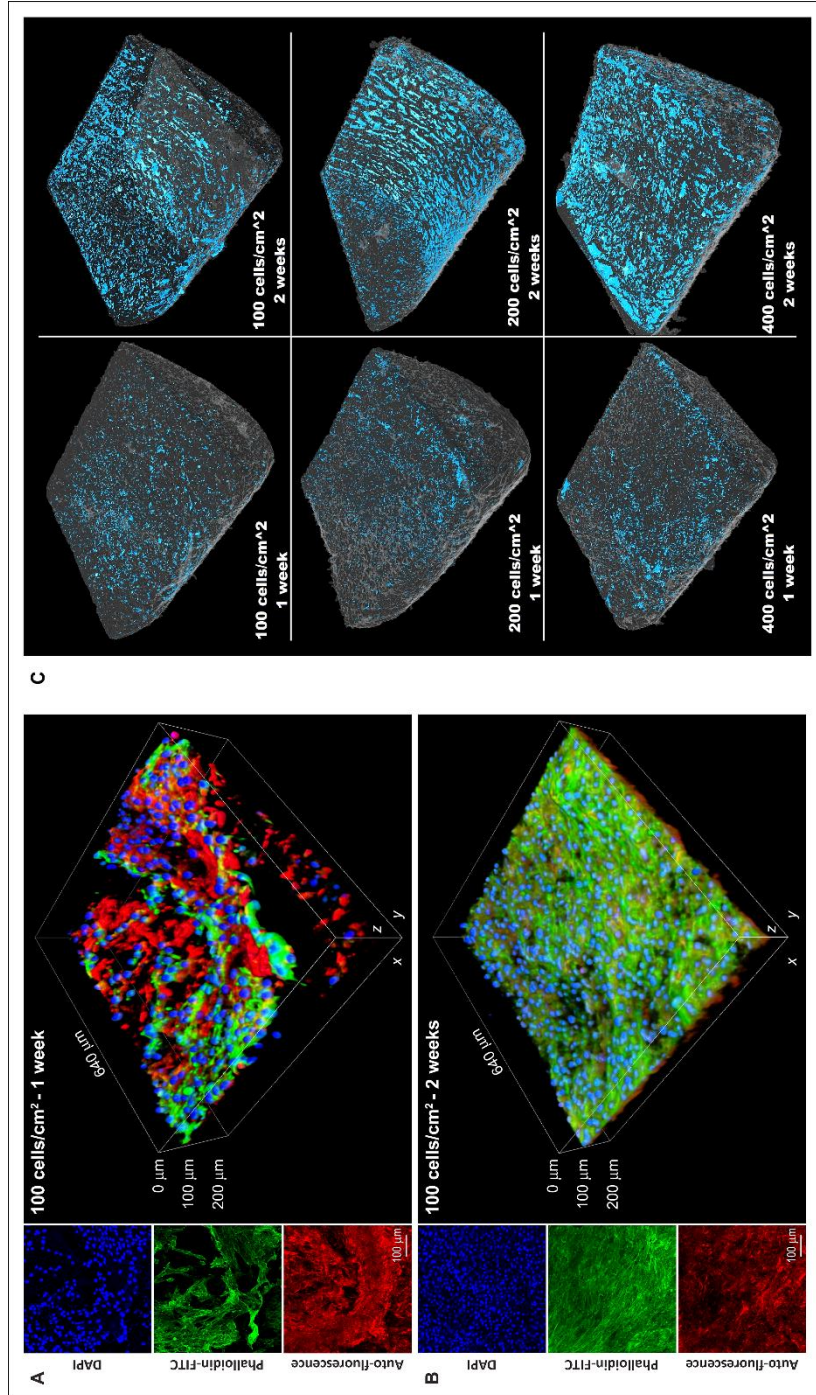 A
DAPI
Phalloidin-FITC
Auto-fluorescence
100 μm
100 cells/cm² - 1 week
640 μm
0 μm
100 μm
200 μm
x
z
y
B
DAPI
Phalloidin-FITC
Auto-fluorescence
100 μm
100 cells/cm² - 2 weeks
640 μm
0 μm
100 μm
200 μm
x
z
y
C
100 cells/cm^2
1 week
100 cells/cm^2
2 weeks
200 cells/cm^2
1 week
200 cells/cm^2
2 weeks
400 cells/cm^2
1 week
400 cells/cm^2
2 weeks